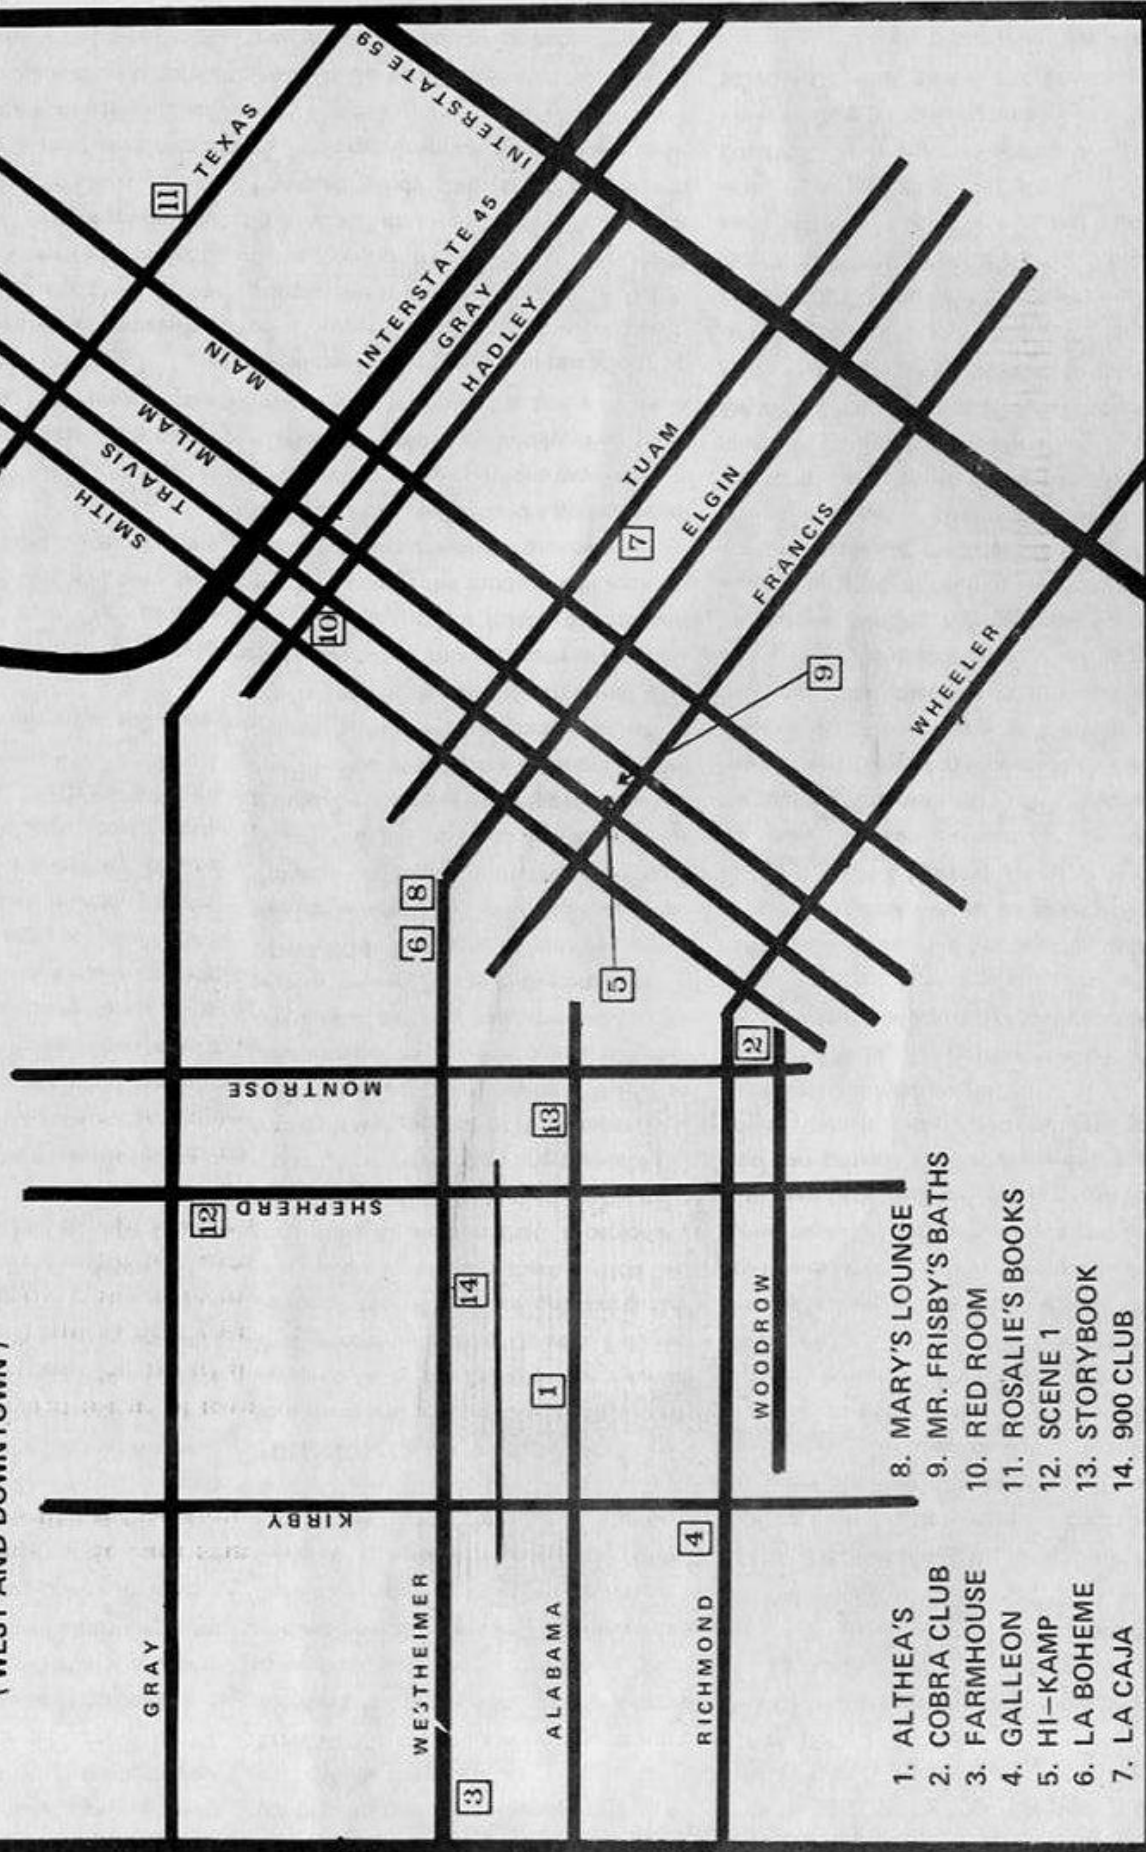 (WEST AND DOWNTOWN)
TEXAS
11
INTERSTATE 59
INTERSTATE 45
GRAY
HADLEY
MAIN
MILAM
TRAVIS
SMITH
10
TUAM
7
ELGIN
FRANCIS
9
WHEELER
8
6
5
2
MONTROSE
13
SHEPHERD
12
14
1
WOODROW
KIRBY
4
GRAY
WESTHEIMER
3
ALABAMA
RICHMOND
1. ALTHEA'S
2. COBRA CLUB
3. FARMHOUSE
4. GALLEON
5. HI-KAMP
6. LA BOHEME
7. LA CAJA
8. MARY'S LOUNGE
9. MR. FRISBY'S BATHS
10. RED ROOM
11. ROSALIE'S BOOKS
12. SCENE 1
13. STORYBOOK
14. 900 CLUB